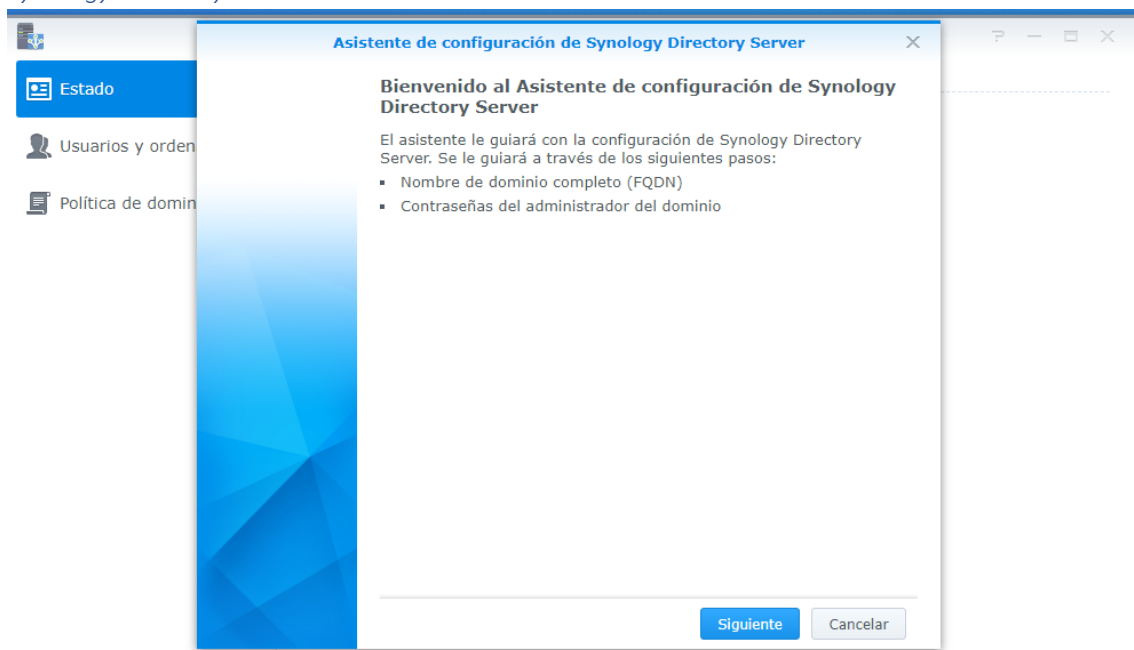 Asistente de configuración de Synology Directory Server
Estado
Usuarios y orden
Política de domin
Bienvenido al Asistente de configuración de Synology
Directory Server
El asistente le guiará con la configuración de Synology Directory
Server. Se le guiará a través de los siguientes pasos:
▪ Nombre de dominio completo (FQDN)
▪ Contraseñas del administrador del dominio
Siguiente
Cancelar